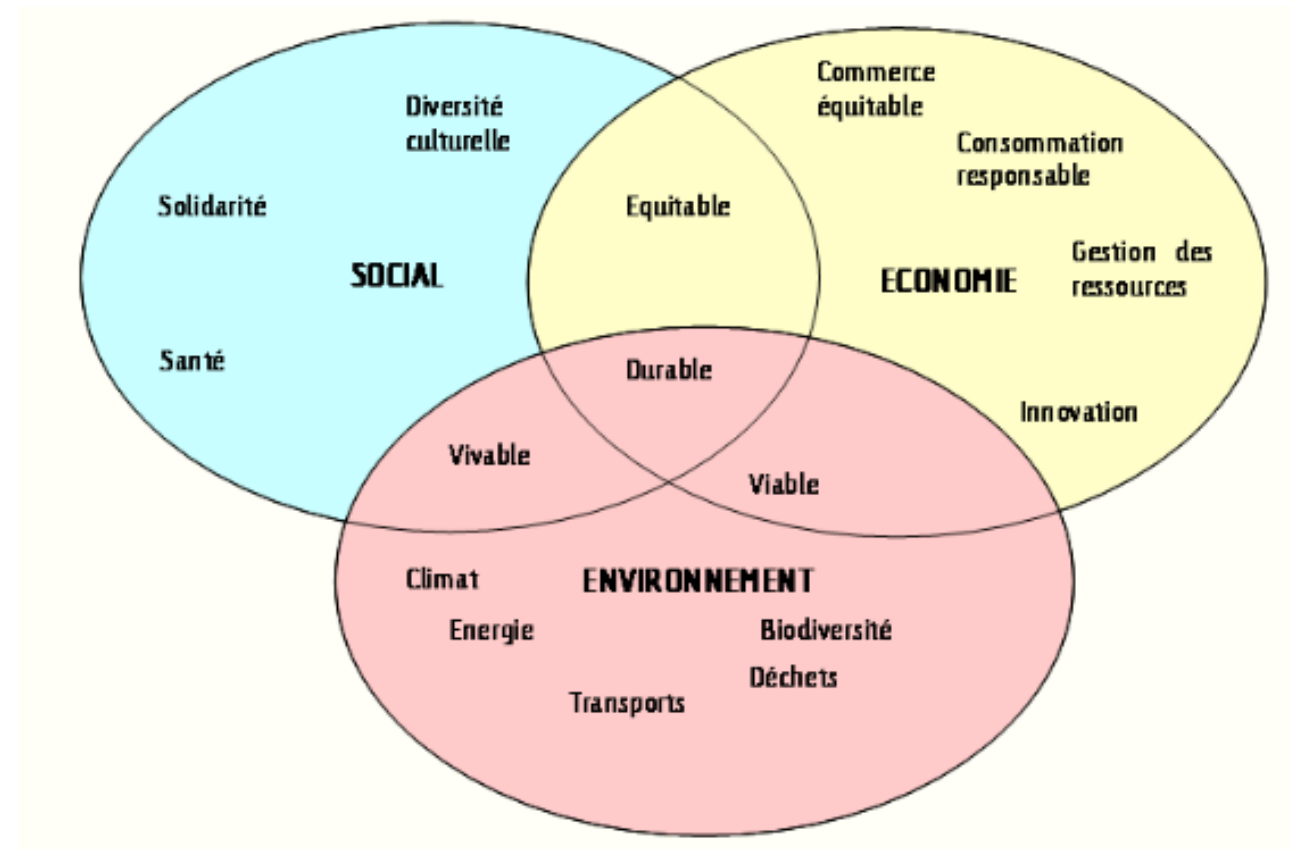 Diversité
culturelle
Solidarité
SOCIAL
Santé
Equitable
Commerce
équitable
Consommation
responsable
Gestion des
ressources
ECONOMIE
Innovation
Durable
Vivable
Viable
Climat
ENVIRONNEMENT
Energie
Biodiversité
Déchets
Transports